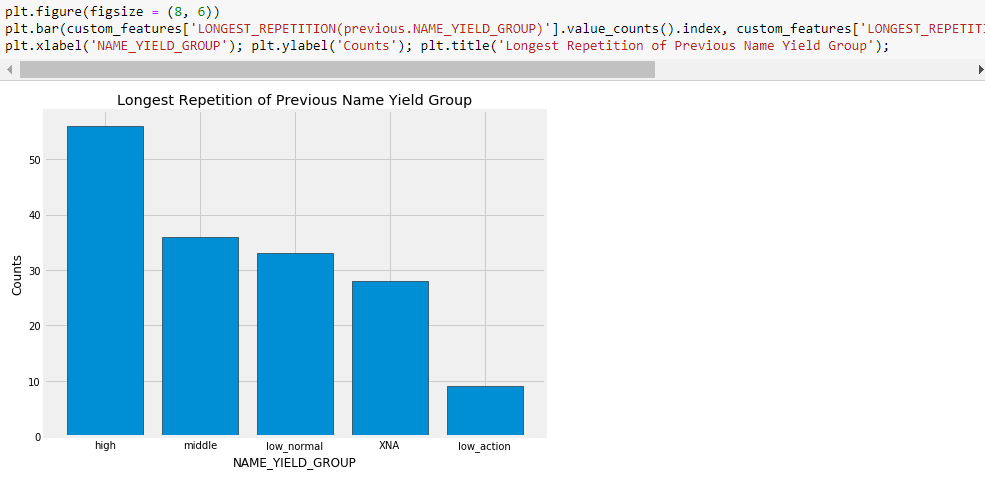 plt.figure(figsize = (8, 6))
plt.bar(custom_features['LONGEST_REPETITION(previous.NAME_YIELD_GROUP)'].value_counts().index, custom_features['LONGEST_REPETITI
plt.xlabel('NAME_YIELD_GROUP'); plt.ylabel('Counts'); plt.title('Longest Repetition of Previous Name Yield Group');
Longest Repetition of Previous Name Yield Group
50
40
30
20
10
0
Counts
high middle low_normal XNA low_action
NAME_YIELD_GROUP